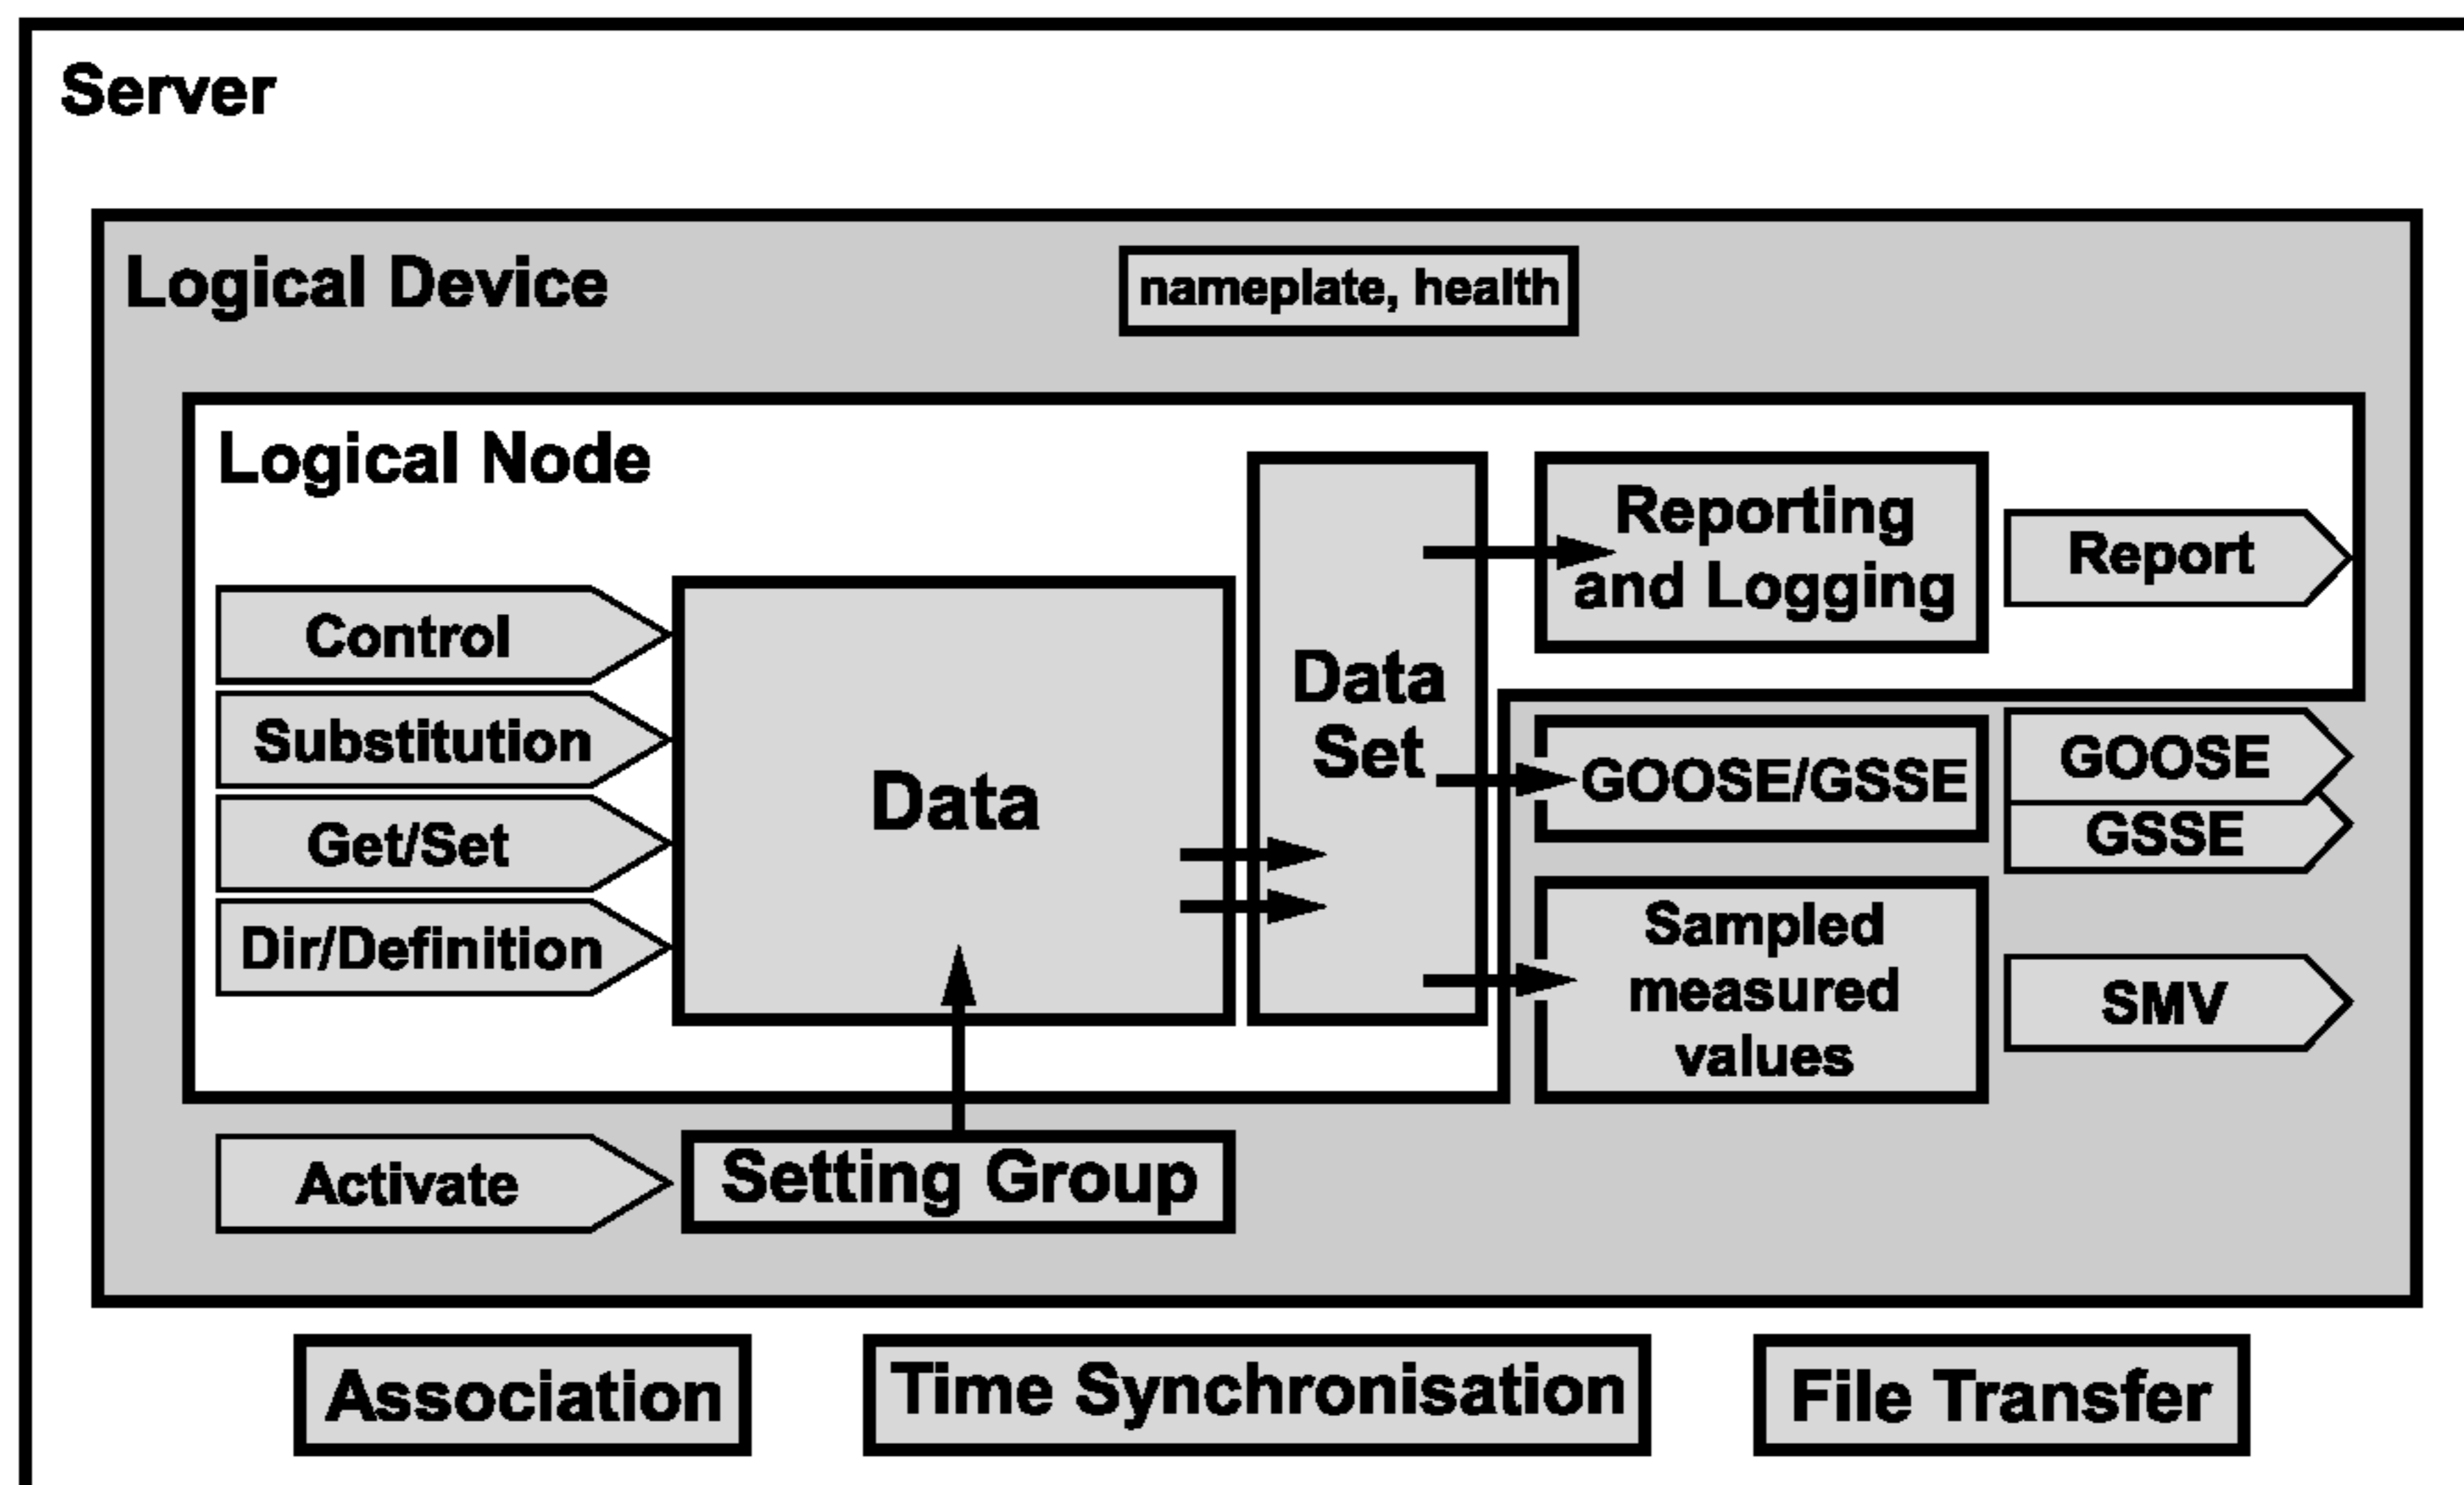 Server
Logical Device
nameplate, health
Logical Node
Control
Substitution
Get/Set
Dir/Definition
Data
Data
Set
Reporting
and Logging
Report
GOOSE/GSSE
GOOSE
GSSE
Sampled
measured
values
SMV
Activate
Setting Group
Association
Time Synchronisation
File Transfer